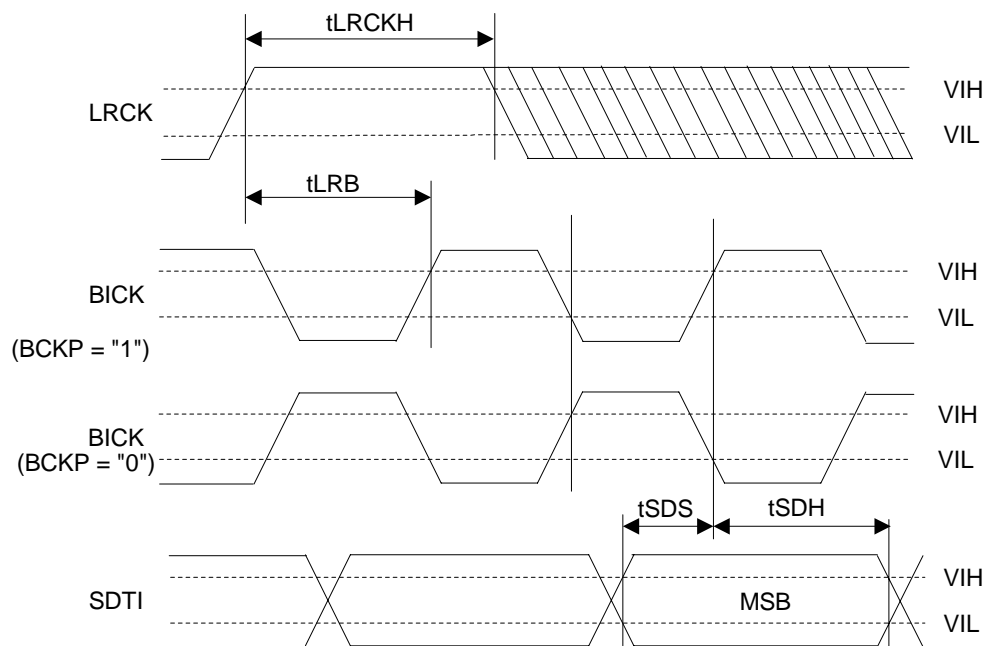 tLRCKH
LRCK
VIH
VIL
tLRB
BICK
VIH
VIL
(BCKP = "1")
BICK
(BCKP = "0")
VIH
VIL
tSDS
tSDH
SDTI
MSB
VIH
VIL